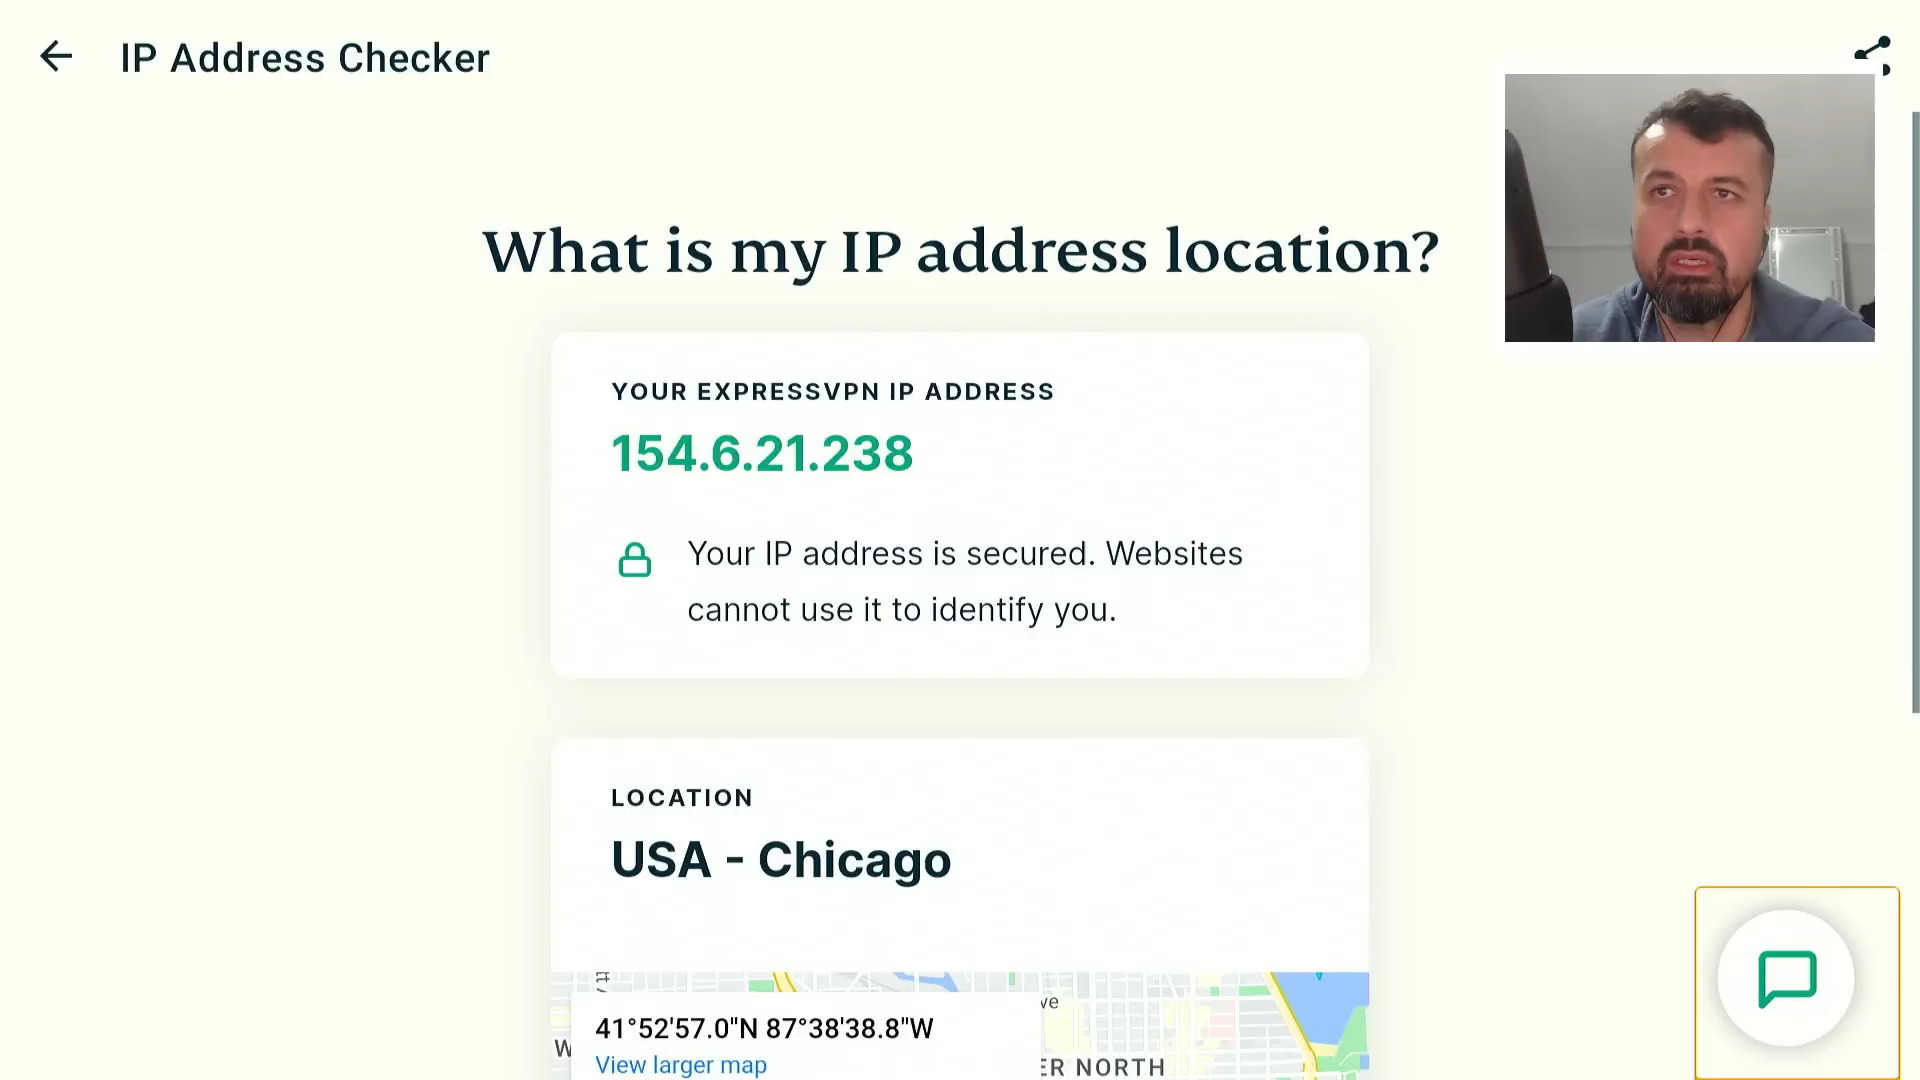 IP Address Checker
What is my IP address location?
YOUR EXPRESSVPN IP ADDRESS
154.6.21.238
Your IP address is secured. Websites
cannot use it to identify you.
LOCATION
USA - Chicago
41°52'57.0"N 87°38'38.8"W
View larger map
ER NORTH